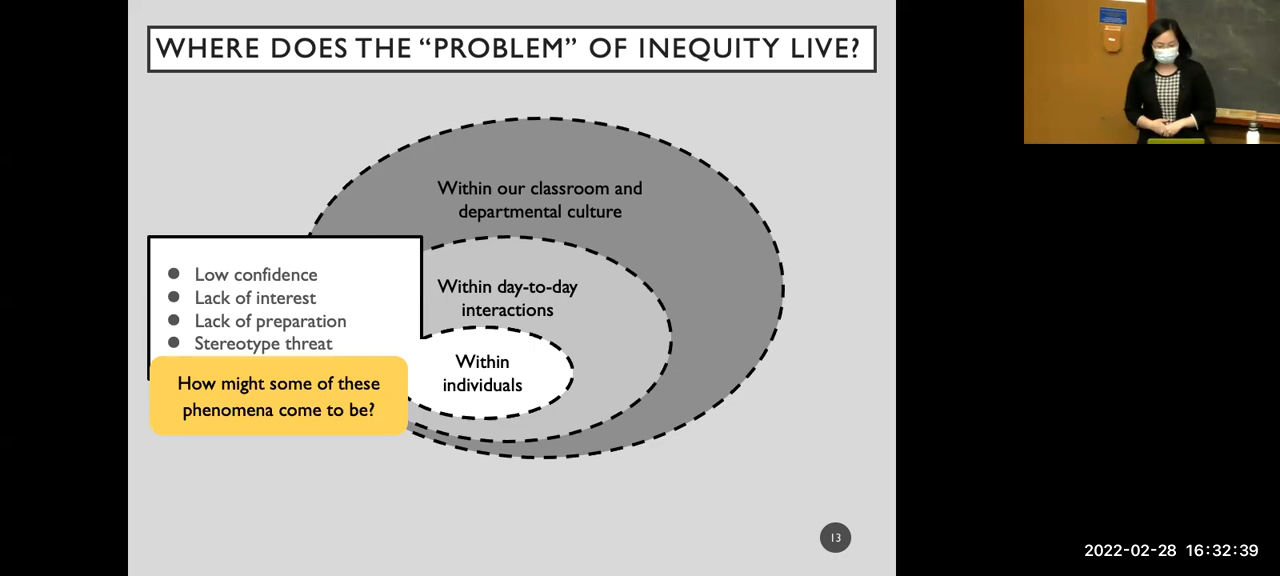 WHERE DOES THE “PROBLEM” OF INEQUITY LIVE?
Within our classroom and
departmental culture
Within day-to-day
interactions
Within
individuals
● Low confidence
● Lack of interest
● Lack of preparation
● Stereotype threat
How might some of these
phenomena come to be?
13
2022-02-28 16:32:39